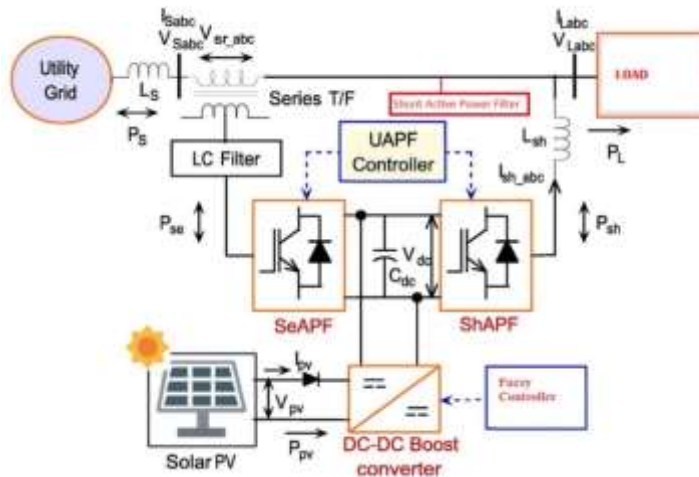 I_Sabc
V_Sabc
V_sr_abc
I_Labc
V_Labc
Utility
Grid
L_S
Series T/F
Shunt Active Power Filter
LOAD
P_S
LC Filter
UAPF
Controller
L_sh
P_L
I_sh_abc
P_se
V_dc
C_dc
P_sh
SeAPF
ShAPF
I_pv
V_pv
P_pv
Solar PV
DC-DC Boost
converter
Fuzzy
Controller